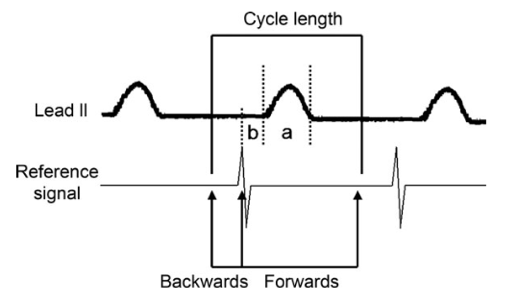 Cycle length
Lead II
b a
Reference
signal
Backwards Forwards